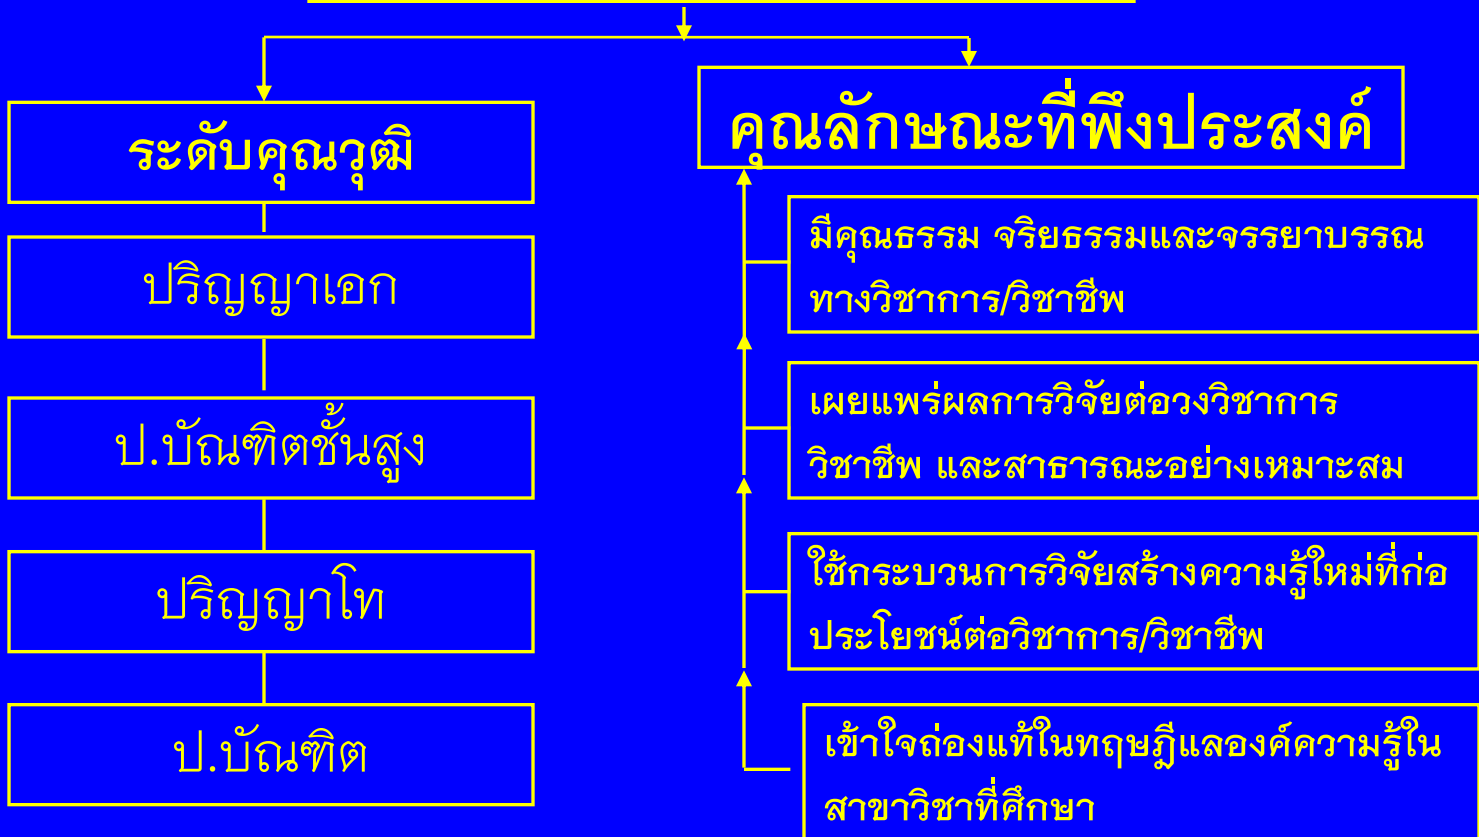 ระดับคุณวุฒิ
ปริญญาเอก
ป.บัณฑิตชั้นสูง
ปริญญาโท
ป.บัณฑิต
คุณลักษณะที่พึงประสงค์
มีคุณธรรม จริยธรรมและจรรยาบรรณ
ทางวิชาการ/วิชาชีพ
เผยแพร่ผลการวิจัยต่อวงวิชาการ
วิชาชีพ และสาธารณะอย่างเหมาะสม
ใช้กระบวนการวิจัยสร้างความรู้ใหม่ที่ก่อ
ประโยชน์ต่อวิชาการ/วิชาชีพ
เข้าใจถ่องแท้ในทฤษฎีแลองค์ความรู้ใน
สาขาวิชาที่ศึกษา